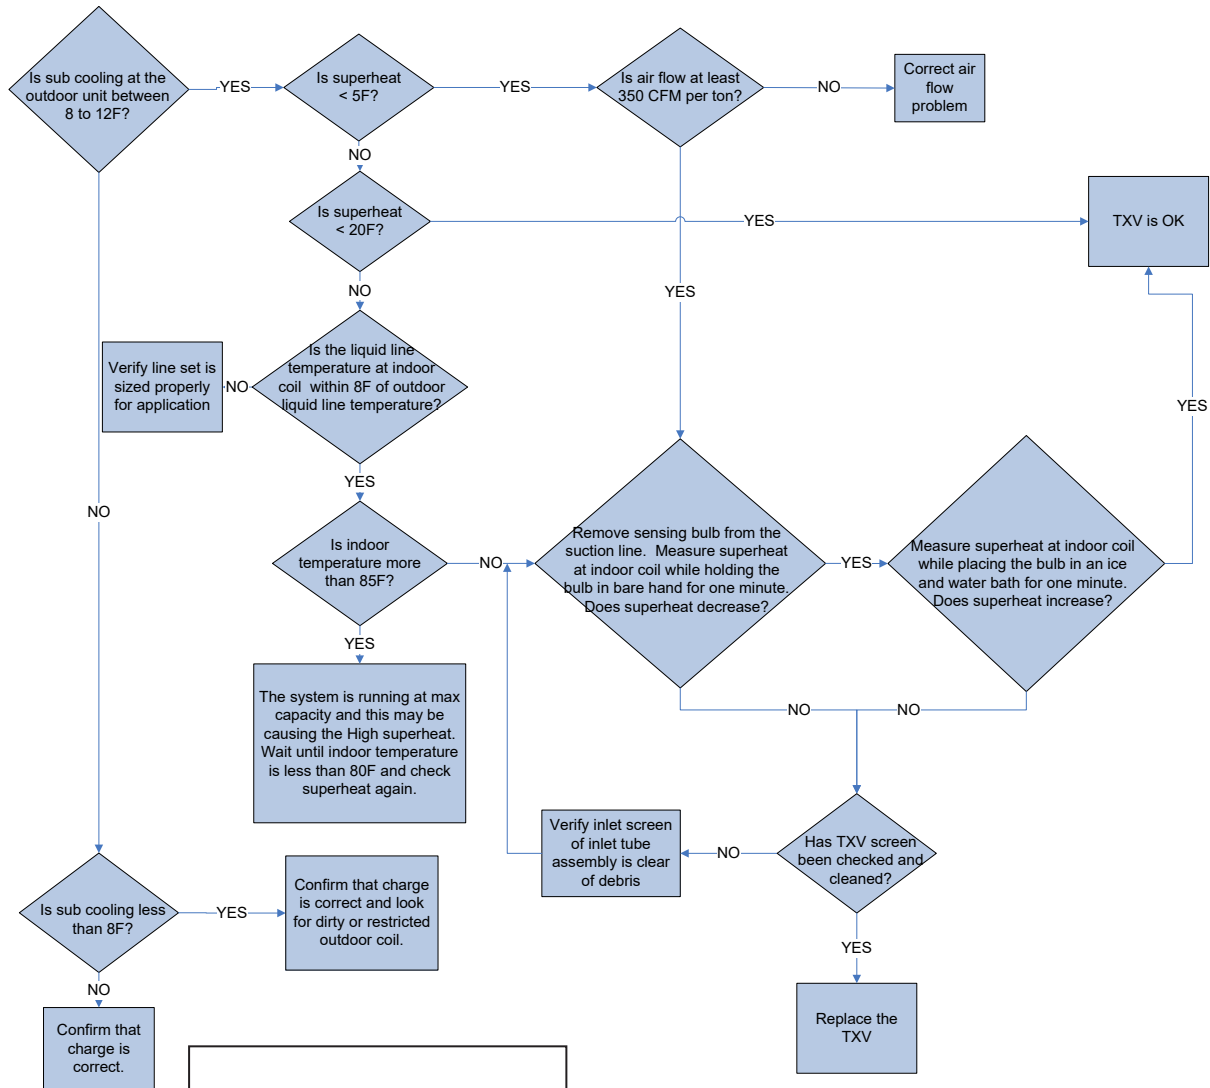 Is sub cooling at the
outdoor unit between
8 to 12F?
YES
Is superheat
< 5F?
YES
Is air flow at least
350 CFM per ton?
NO
Correct air
flow
problem
NO
Is superheat
< 20F?
YES
TXV is OK
NO
YES
Is the liquid line
temperature at indoor
coil within 8F of outdoor
liquid line temperature?
NO
Verify line set is
sized properly
for application
YES
YES
NO
Is indoor
temperature more
than 85F?
NO
Remove sensing bulb from the
suction line. Measure superheat
at indoor coil while holding the
bulb in bare hand for one minute.
Does superheat decrease?
YES
Measure superheat at indoor coil
while placing the bulb in an ice
and water bath for one minute.
Does superheat increase?
YES
The system is running at max
capacity and this may be
causing the High superheat.
Wait until indoor temperature
is less than 80F and check
superheat again.
NO
NO
Has TXV screen
been checked and
cleaned?
NO
Verify inlet screen
of inlet tube
assembly is clear
of debris
YES
Replace the
TXV
Is sub cooling less
than 8F?
YES
Confirm that charge
is correct and look
for dirty or restricted
outdoor coil.
NO
Confirm that
charge is
correct.